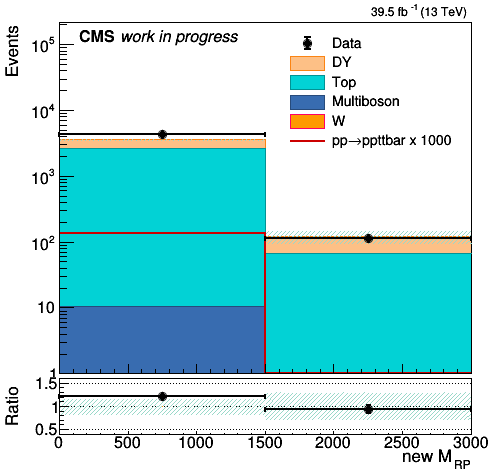 39.5 fb⁻¹ (13 TeV)
CMS work in progress
Events
Data
DY
Top
Multiboson
W
pp→ppttbar x 1000
10⁵
10⁴
10³
10²
10
1
Ratio
1.5
1
0.5
0 500 1000 1500 2000 2500 3000
new M_RP